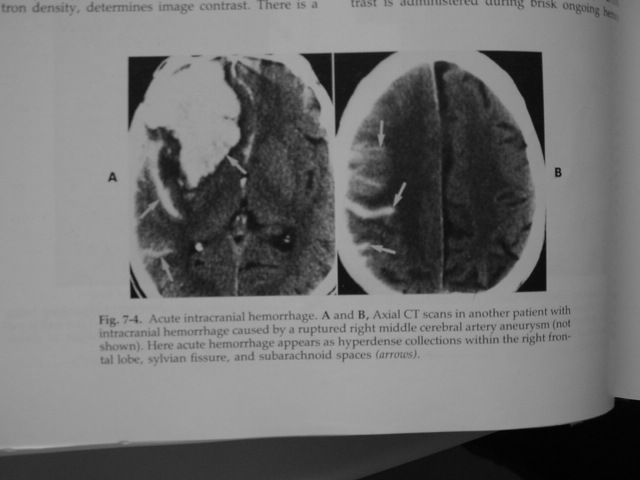 tron density, determines image contrast. There is a
trast is administered during brisk ongoing
A
B
Fig. 7-4. Acute intracranial hemorrhage. A and B, Axial CT scans in another patient with
intracranial hemorrhage caused by a ruptured right middle cerebral artery aneurysm (not
shown). Here acute hemorrhage appears as hyperdense collections within the right fron-
tal lobe, sylvian fissure, and subarachnoid spaces (arrows).